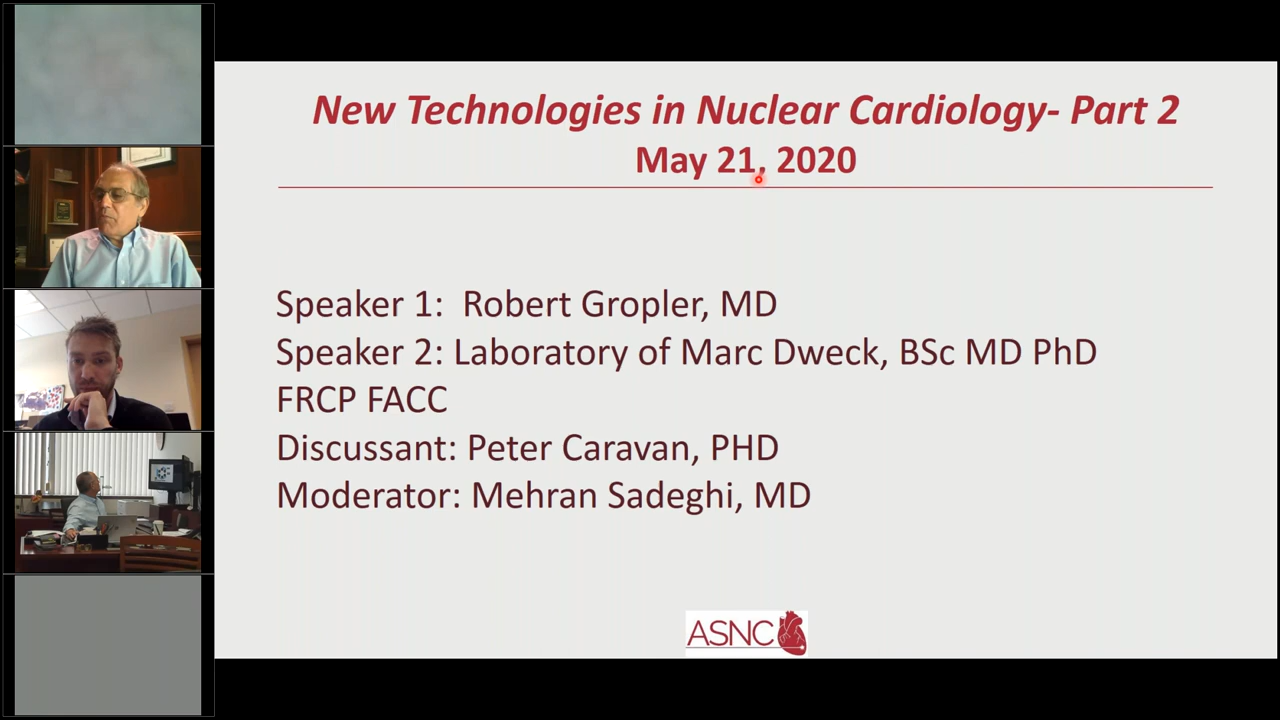 New Technologies in Nuclear Cardiology- Part 2
May 21, 2020
Speaker 1:  Robert Gropler, MD
Speaker 2: Laboratory of Marc Dweck, BSc MD PhD
FRCP FACC
Discussant: Peter Caravan, PHD
Moderator: Mehran Sadeghi, MD
ASNC